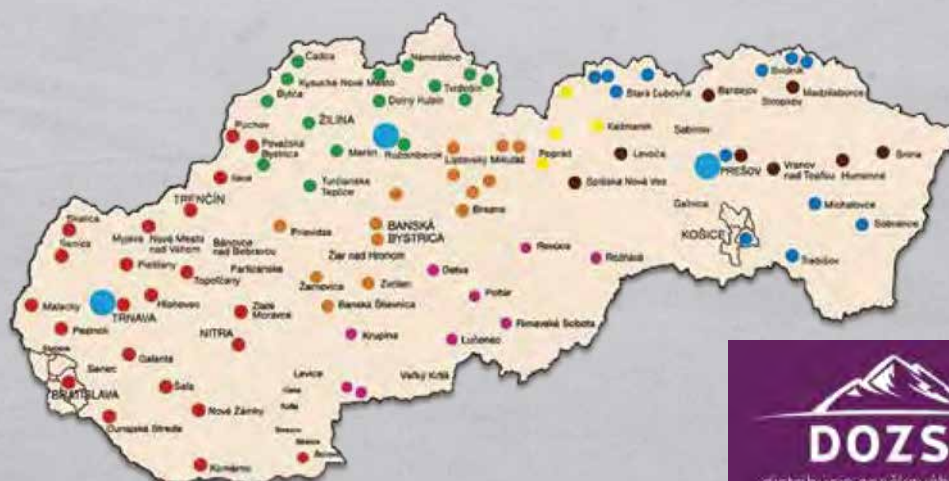 Čadca
Námestovo
Kysucké Nové Mesto
Bytča
Tvrdošín
Dolný Kubín
ŽILINA
Púchov
Považská
Bystrica
Martin
Ružomberok
Liptovský Mikuláš
Ilava
Turčianske
Teplice
TRENČÍN
Brezno
Prievidza
BANSKÁ
BYSTRICA
Skalica
Senica
Myjava
Nové Mesto
nad Váhom
Bánovce
nad Bebravou
Žiar nad Hronom
Partizánske
Piešťany
Topoľčany
Žarnovica
Zvolen
Detva
Banská Štiavnica
Malacky
Hlohovec
TRNAVA
Zlaté
Moravce
Pezinok
NITRA
Krupina
Poltár
Lučenec
Rimavská Sobota
Revúca
Rožňava
Senec
Galanta
BRATISLAVA
Šaľa
Levice
Veľký Krtíš
Nové Zámky
Dunajská Streda
Komárno
Stará Ľubovňa
Kežmarok
Poprad
Levoča
Spišská Nová Ves
Bardejov
Svidník
Stropkov
Medzilaborce
Sabinov
PREŠOV
Vranov
nad Topľou
Humenné
Snina
Gelnica
KOŠICE
Michalovce
Sobrance
Trebišov
DOZS